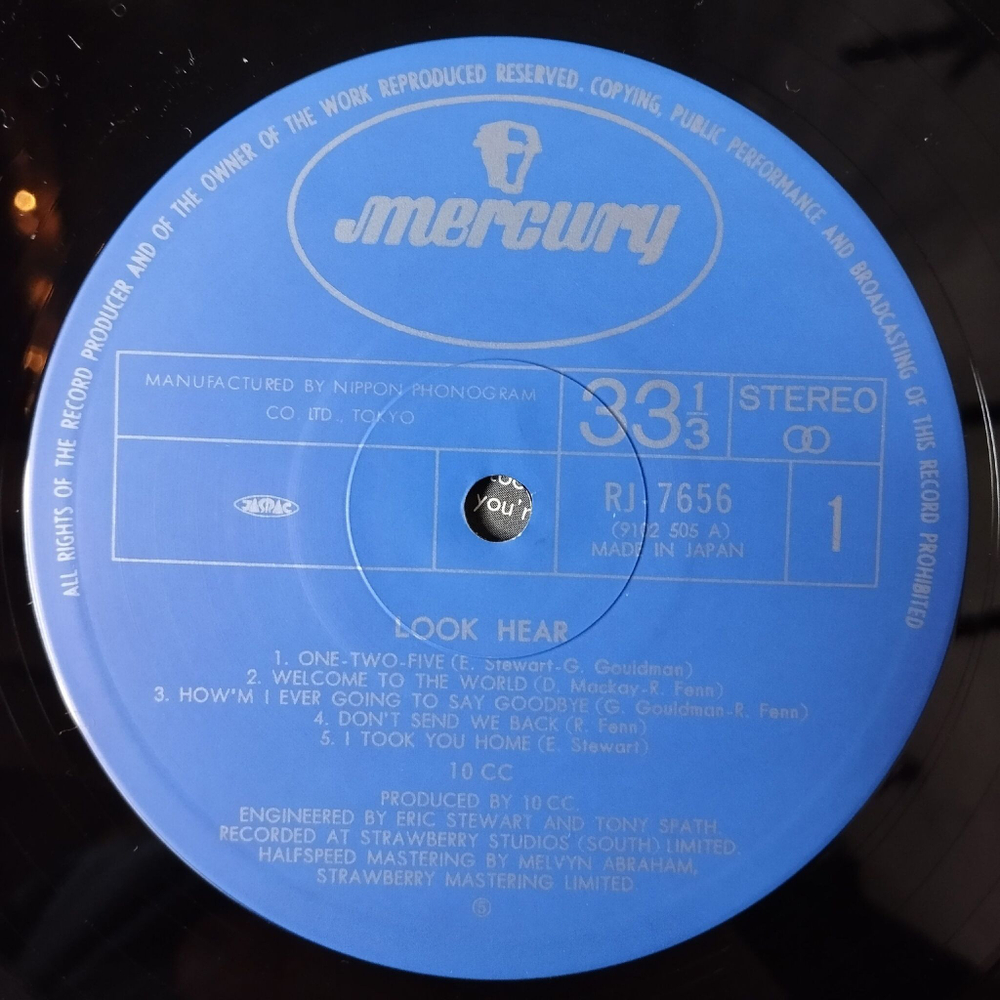 ALL RIGHTS OF THE RECORD PRODUCER AND OF THE OWNER OF THE WORK REPRODUCED RESERVED. COPYING, PUBLIC PERFORMANCE AND BROADCASTING OF THIS RECORD PROHIBITED
mercury
MANUFACTURED BY NIPPON PHONOGRAM
CO. LTD., TOKYO
33 1/3
STEREO
JASRAC
you'r
RJ-7656
(9102 505 A)
MADE IN JAPAN
1
LOOK HEAR
1. ONE-TWO-FIVE (E. Stewart-G. Gouldman)
2. WELCOME TO THE WORLD (D. Mackay-R. Fenn)
3. HOW'M I EVER GOING TO SAY GOODBYE (G. Gouldman-R. Fenn)
4. DON'T SEND WE BACK (R. Fenn)
5. I TOOK YOU HOME (E. Stewart)
10 CC
PRODUCED BY 10 CC.
ENGINEERED BY ERIC STEWART AND TONY SPATH.
RECORDED AT STRAWBERRY STUDIOS (SOUTH) LIMITED.
HALFSPEED MASTERING BY MELVYN ABRAHAM,
STRAWBERRY MASTERING LIMITED
⑤